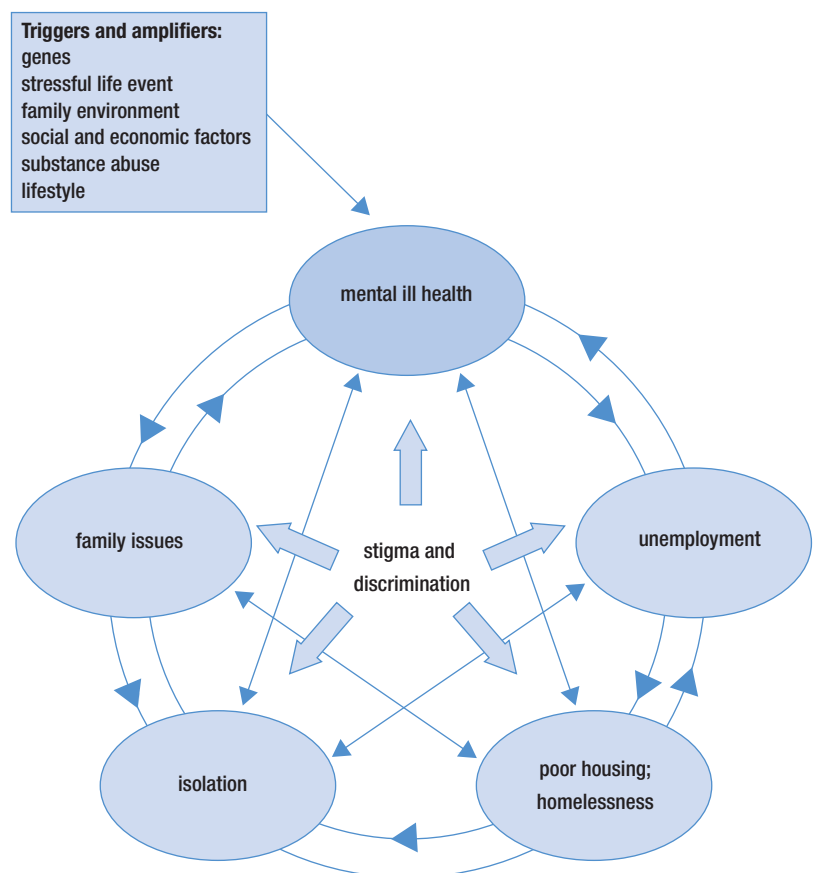 Triggers and amplifiers:
genes
stressful life event
family environment
social and economic factors
substance abuse
lifestyle
mental ill health
family issues
stigma and
discrimination
unemployment
isolation
poor housing;
homelessness